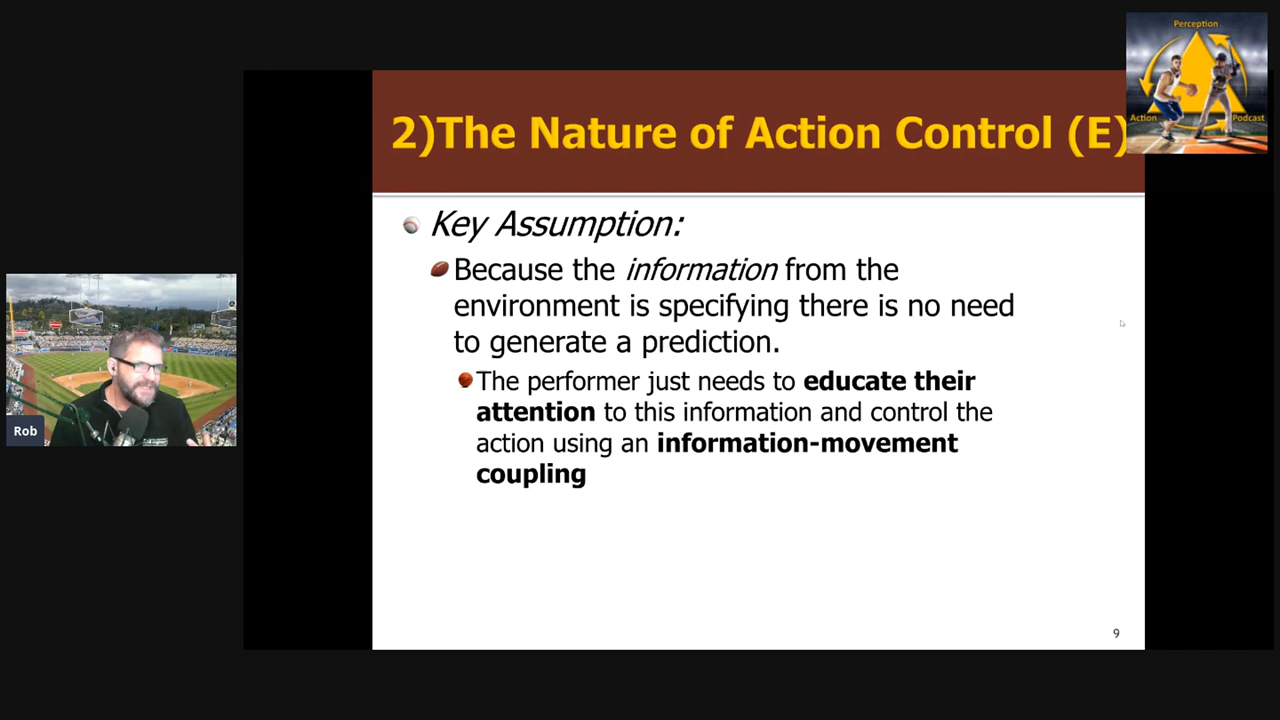 Perception
Action
Podcast
2)The Nature of Action Control (E)
Key Assumption:
Because the information from the
environment is specifying there is no need
to generate a prediction.
The performer just needs to educate their
attention to this information and control the
action using an information-movement
coupling
Rob
9